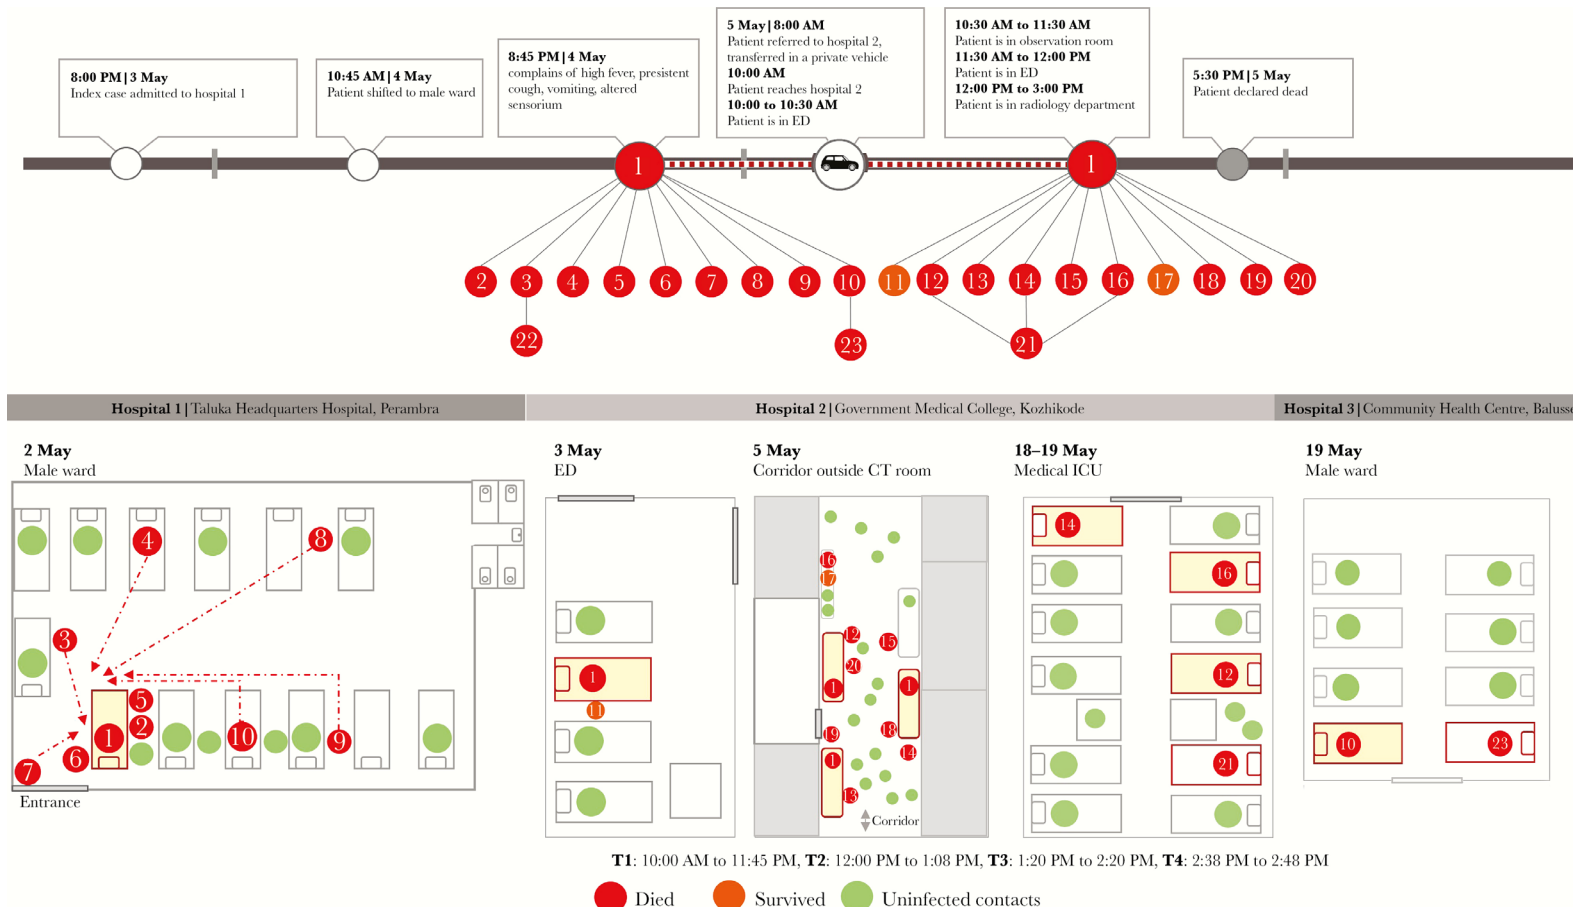 8:00 PM|3 May
Index case admitted to hospital 1
10:45 AM|4 May
Patient shifted to male ward
8:45 PM|4 May
complains of high fever, presistent
cough, vomiting, altered
sensorium
5 May|8:00 AM
Patient referred to hospital 2,
transferred in a private vehicle
10:00 AM
Patient reaches hospital 2
10:00 to 10:30 AM
Patient is in ED
10:30 AM to 11:30 AM
Patient is in observation room
11:30 AM to 12:00 PM
Patient is in ED
12:00 PM to 3:00 PM
Patient is in radiology department
5:30 PM|5 May
Patient declared dead
1
1
2 3 4 5 6 7 8 9 10 11 12 13 14 15 16 17 18 19 20
22 23 21
Hospital 1|Taluka Headquarters Hospital, Perambra
Hospital 2|Government Medical College, Kozhikode
Hospital 3|Community Health Centre, Balusse
2 May
Male ward
4
8
3
5
2
1
10
9
6
7
Entrance
3 May
ED
1
11
5 May
Corridor outside CT room
16
17
12
15
20
1
1
18
19
14
1
13
Corridor
18–19 May
Medical ICU
14
16
12
21
19 May
Male ward
10
23
T1: 10:00 AM to 11:45 PM, T2: 12:00 PM to 1:08 PM, T3: 1:20 PM to 2:20 PM, T4: 2:38 PM to 2:48 PM
Died
Survived
Uninfected contacts